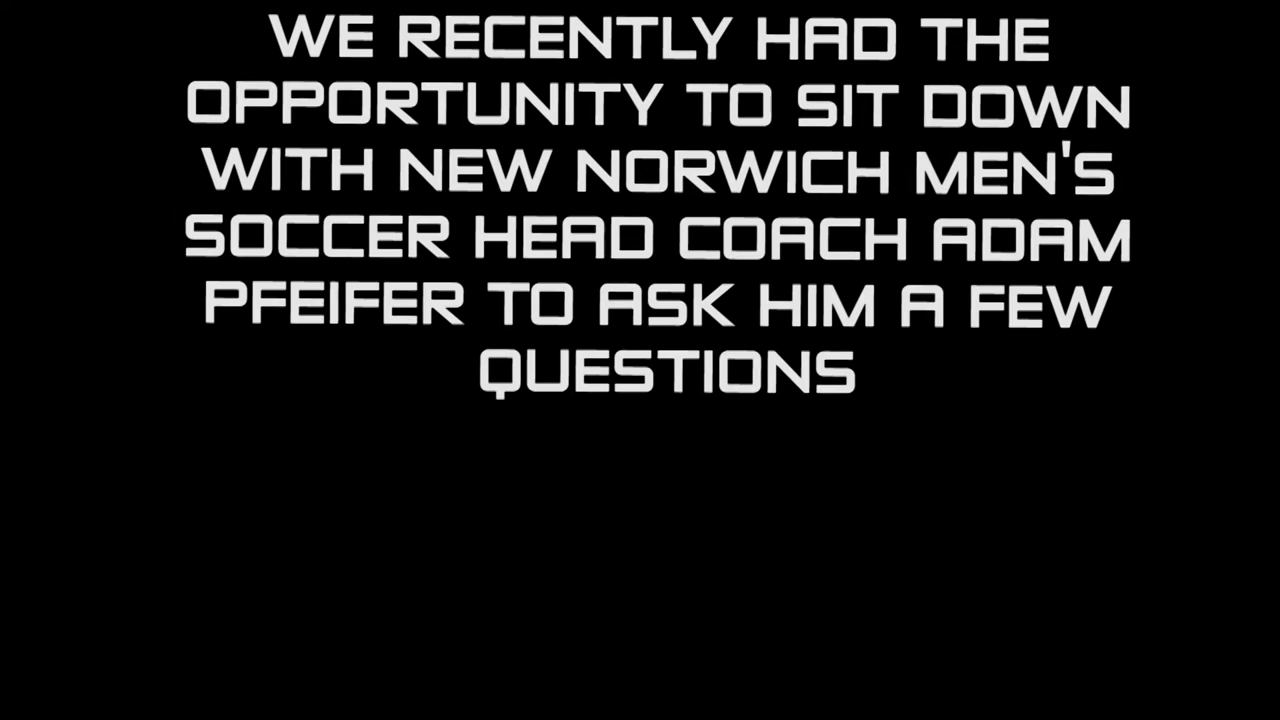 WE RECENTLY HAD THE
OPPORTUNITY TO SIT DOWN
WITH NEW NORWICH MEN'S
SOCCER HEAD COACH ADAM
PFEIFER TO ASK HIM A FEW
QUESTIONS